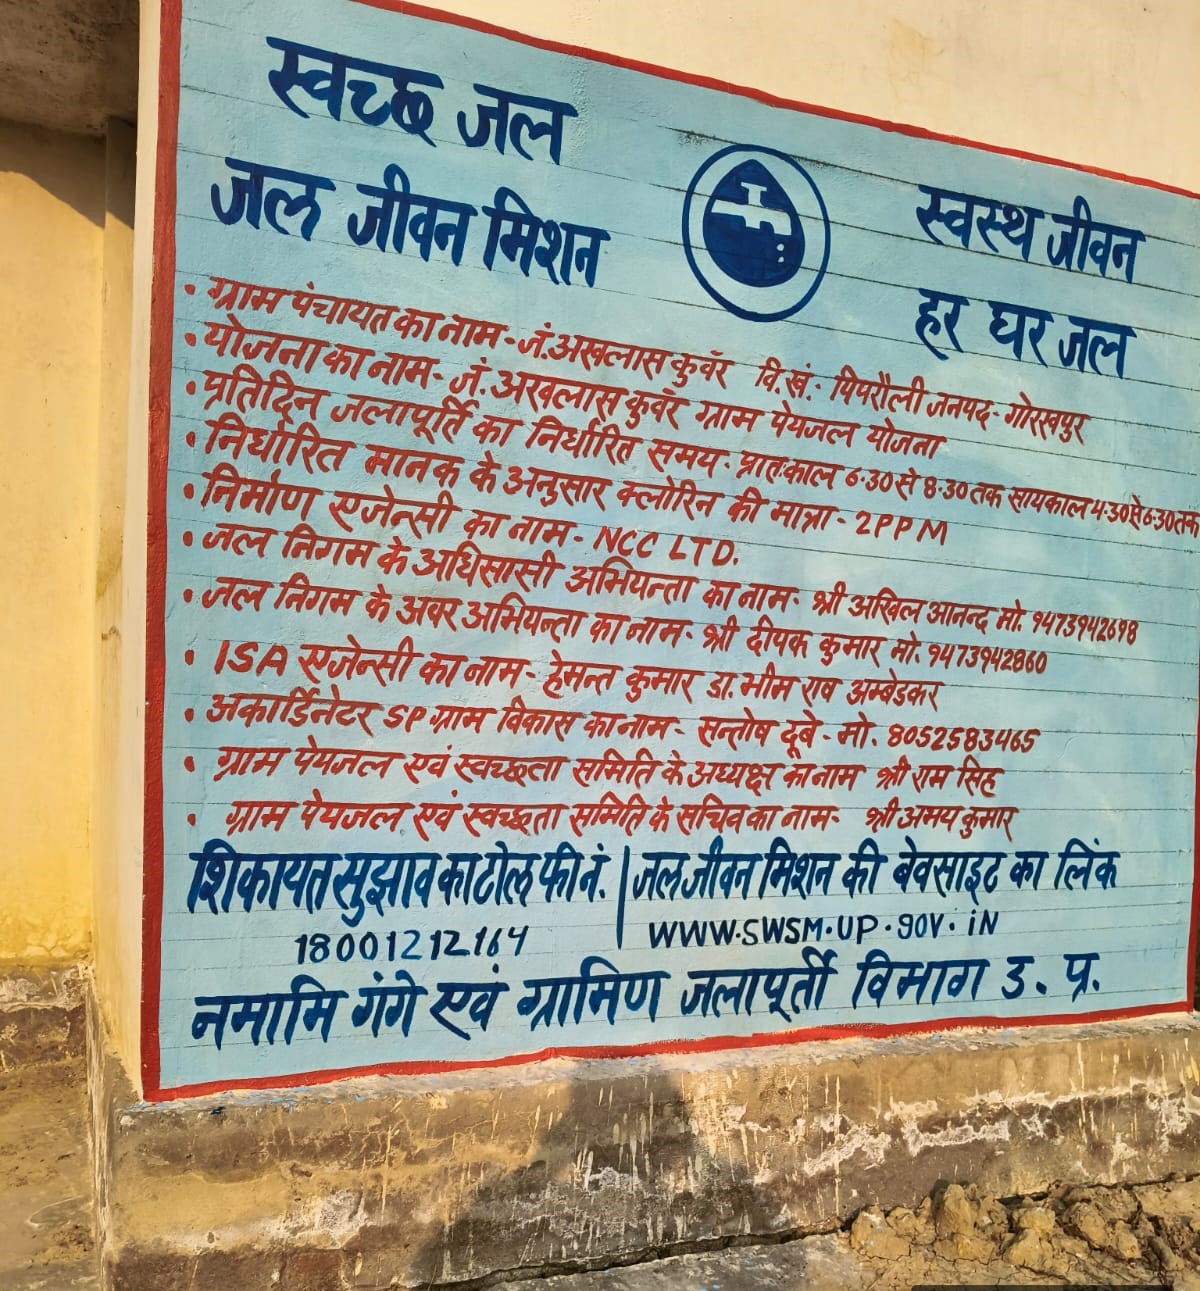 स्वच्छ जल
स्वस्थ जीवन
जल जीवन मिशन
हर घर जल
• ग्राम पंचायत का नाम - जं. अखलास कुवॅर वि.खं. - पिपरौली जनपद - गोरखपुर
• योजना का नाम - जं. अखलास कुवॅर ग्राम पेयजल योजना
• प्रतिदिन जलापूर्ति का निर्धारित समय - प्रातःकाल 6.30 से 8.30 तक सायकाल 4.30 से 6.30 तक
• निर्धारित मानक के अनुसार क्लोरिन की मात्रा - 2PPM
• निर्माण एजेन्सी का नाम - NCC LTD.
• जल निगम के अधिसासी अभियन्ता का नाम - श्री अखिल आनन्द मो. १473१42698
• जल निगम के अवर अभियन्ता का नाम - श्री दीपक कुमार मो. १473१42860
• ISA एजेन्सी का नाम - हेमन्त कुमार डा. भीम राव अम्बेडकर
• अकार्डिनेटर SP ग्राम विकास का नाम - सन्तोष दूबे - मो. 8052583465
• ग्राम पेयजल एवं स्वच्छता समिति के अध्यक्ष का नाम श्री राम सिंह
• ग्राम पेयजल एवं स्वच्छता समिति के सचिव का नाम - श्री अमय कुमार
शिकायत सुझाव का टोल फी नं. | जल जीवन मिशन की बेवसाइट का लिंक
18001212164 WWW.SWSM.UP.gov.iN
नमामि गंगे एवं ग्रामिण जलापूर्ती विभाग उ. प्र.